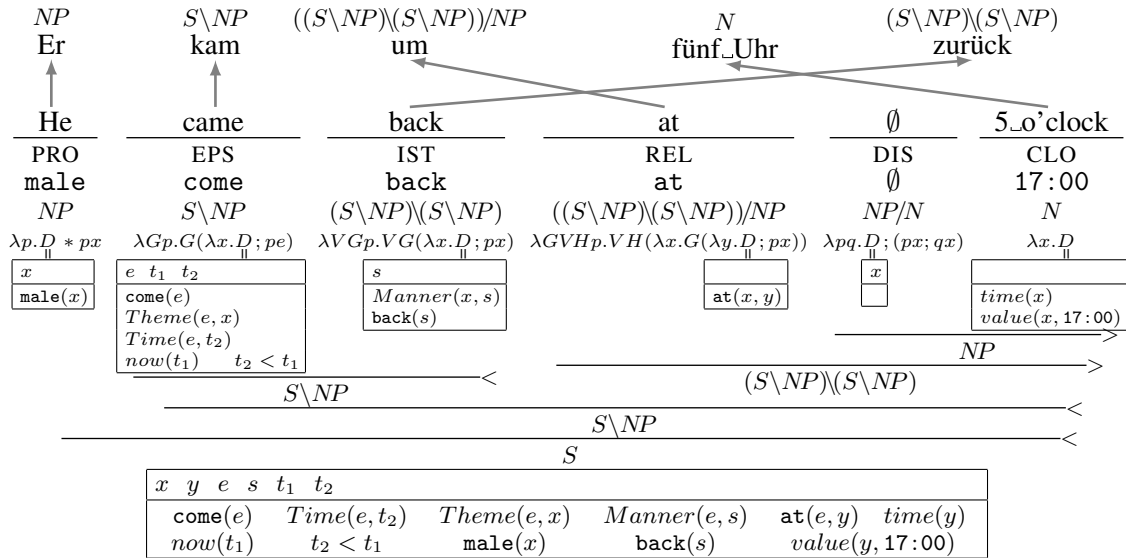 NP S\NP ((S\NP)\(S\NP))/NP N (S\NP)\(S\NP)
Er kam um fünf␣Uhr zurück
He came back at ∅ 5␣o'clock
PRO EPS IST REL DIS CLO
male come back at ∅ 17:00
NP S\NP (S\NP)\(S\NP) ((S\NP)\(S\NP))/NP NP/N N
λp.D ∗ px λGp.G(λx.D; pe) λVGp.VG(λx.D; px) λGVHp.VH(λx.G(λy.D; px)) λpq.D; (px; qx) λx.D
x e t₁ t₂ s x
male(x) come(e) Manner(x, s) at(x, y) time(x)
Theme(e, x) back(s) value(x, 17:00)
Time(e, t₂)
now(t₁) t₂ < t₁
>
NP
< >
S\NP (S\NP)\(S\NP)
<
S\NP
<
S
x y e s t₁ t₂
come(e) Time(e, t₂) Theme(e, x) Manner(e, s) at(e, y) time(y)
now(t₁) t₂ < t₁ male(x) back(s) value(y, 17:00)